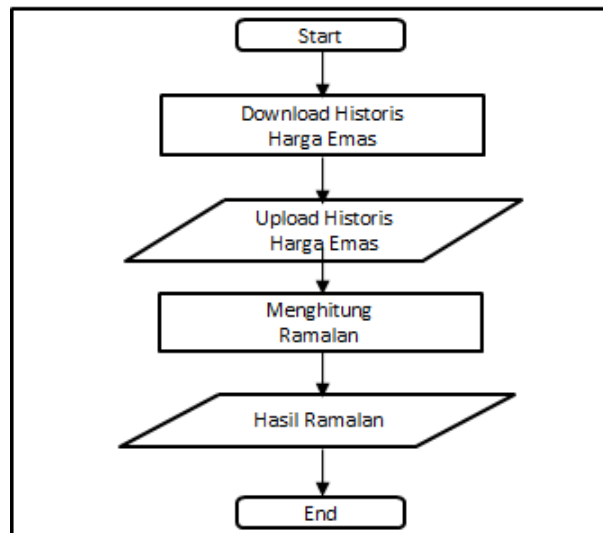 Start
Download Historis
Harga Emas
Upload Historis
Harga Emas
Menghitung
Ramalan
Hasil Ramalan
End